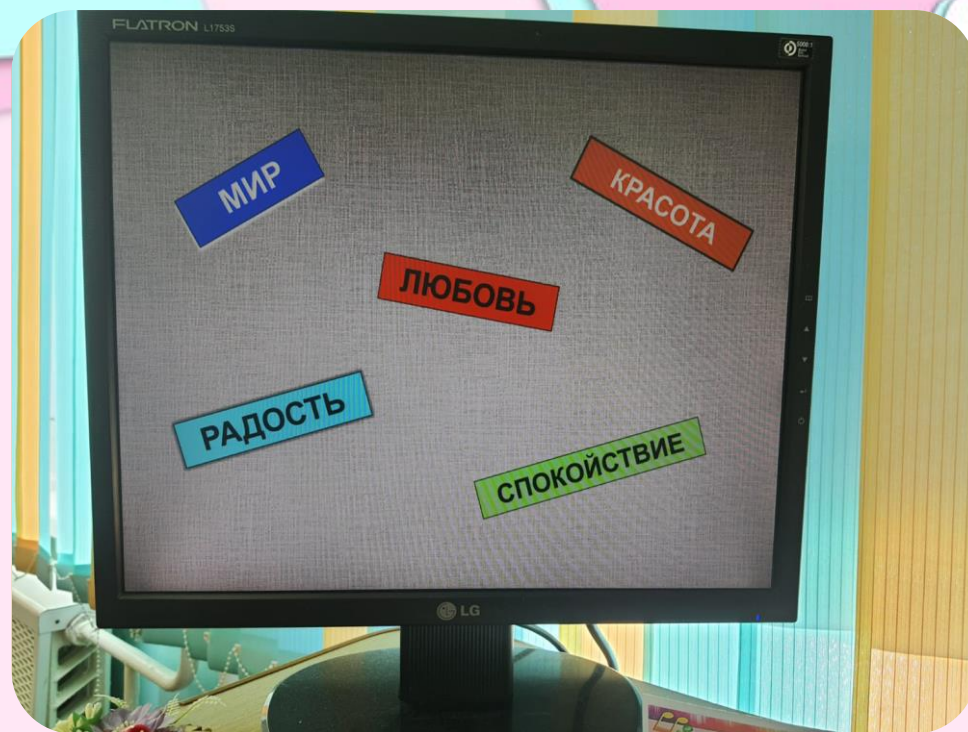 FLATRON L1753S
МИР
КРАСОТА
ЛЮБОВЬ
РАДОСТЬ
СПОКОЙСТВИЕ
LG